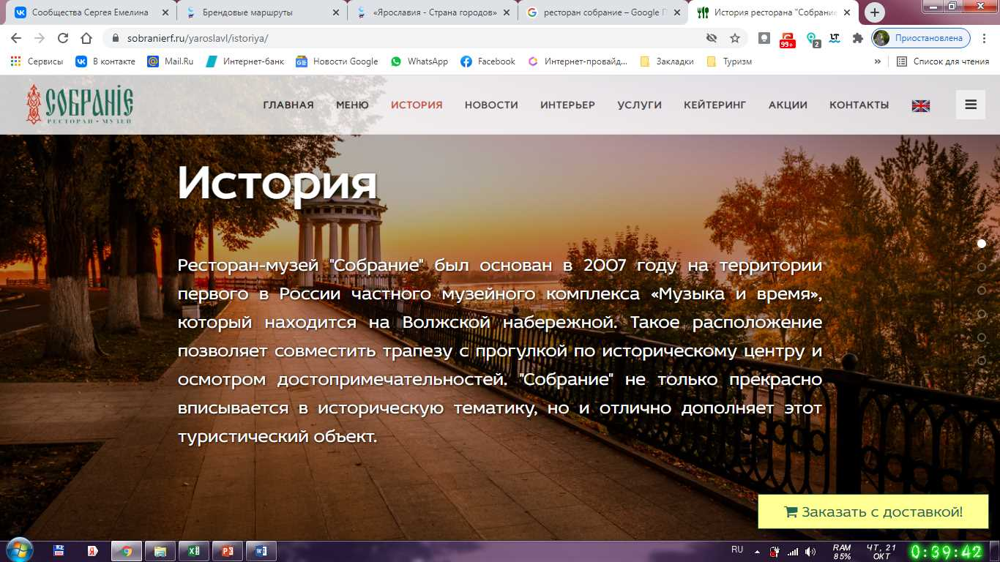 Сообщества Сергея Емелина
Брендовые маршруты
«Ярославия - Страна городов»
ресторан собрание – Google П
История ресторана "Собрание
sobranierf.ru/yaroslavl/istoriya/
99+
2
LT
Приостановлена
Сервисы
В контакте
Mail.Ru
Интернет-банк
Новости Google
WhatsApp
Facebook
Интернет-провайд...
Закладки
Туризм
»
Список для чтения
СОБРАНІЕ
РЕСТОРАН • МУЗЕЙ
ГЛАВНАЯ
МЕНЮ
ИСТОРИЯ
НОВОСТИ
ИНТЕРЬЕР
УСЛУГИ
КЕЙТЕРИНГ
АКЦИИ
КОНТАКТЫ
История
Ресторан-музей "Собрание" был основан в 2007 году на территории
первого в России частного музейного комплекса «Музыка и время»,
который находится на Волжской набережной. Такое расположение
позволяет совместить трапезу с прогулкой по историческому центру и
осмотром достопримечательностей. "Собрание" не только прекрасно
вписывается в историческую тематику, но и отлично дополняет этот
туристический объект.
Заказать с доставкой!
RU
RAM
85%
ЧТ, 21
ОКТ
0:39:42